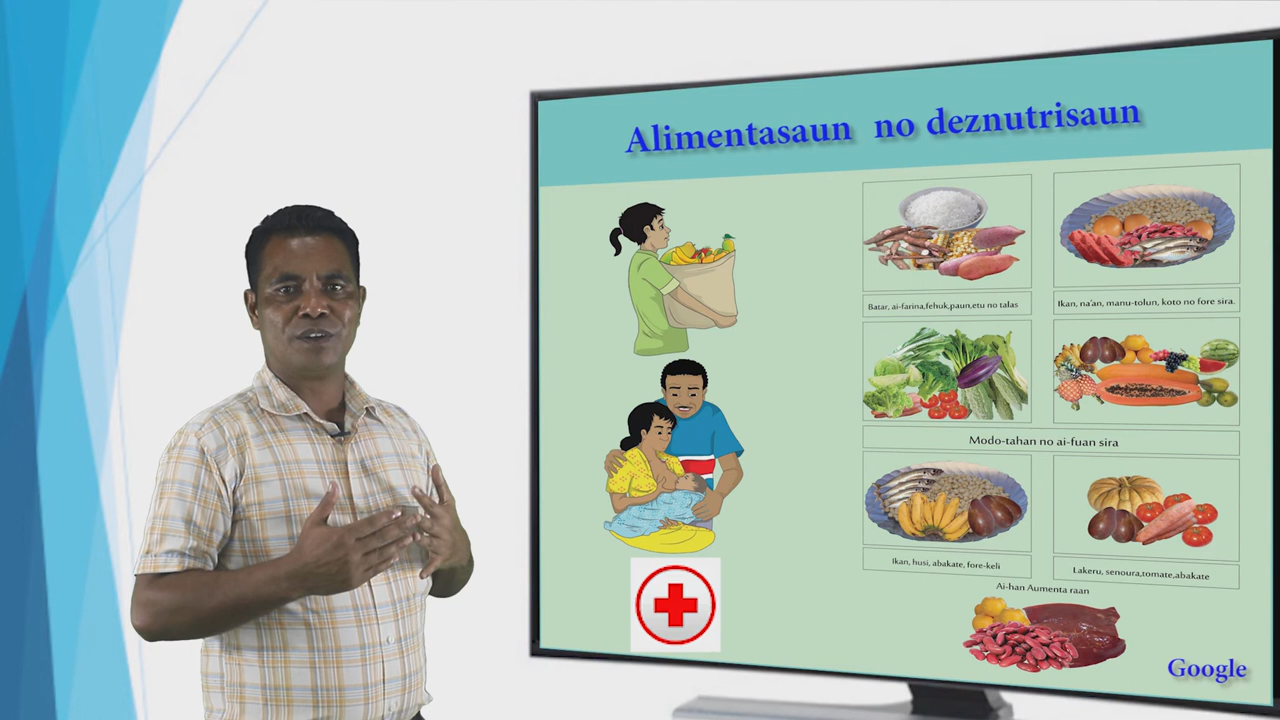 Alimentasaun no deznutrisaun
Batar, ai-farina,fehuk,paun,etu no talas
Ikan, na'an, manu-tolun, koto no fore sira.
Modo-tahan no ai-fuan sira
Ikan, husi, abakate, fore-keli
Lakeru, senoura,tomate,abakate
Ai-han Aumenta raan
Google